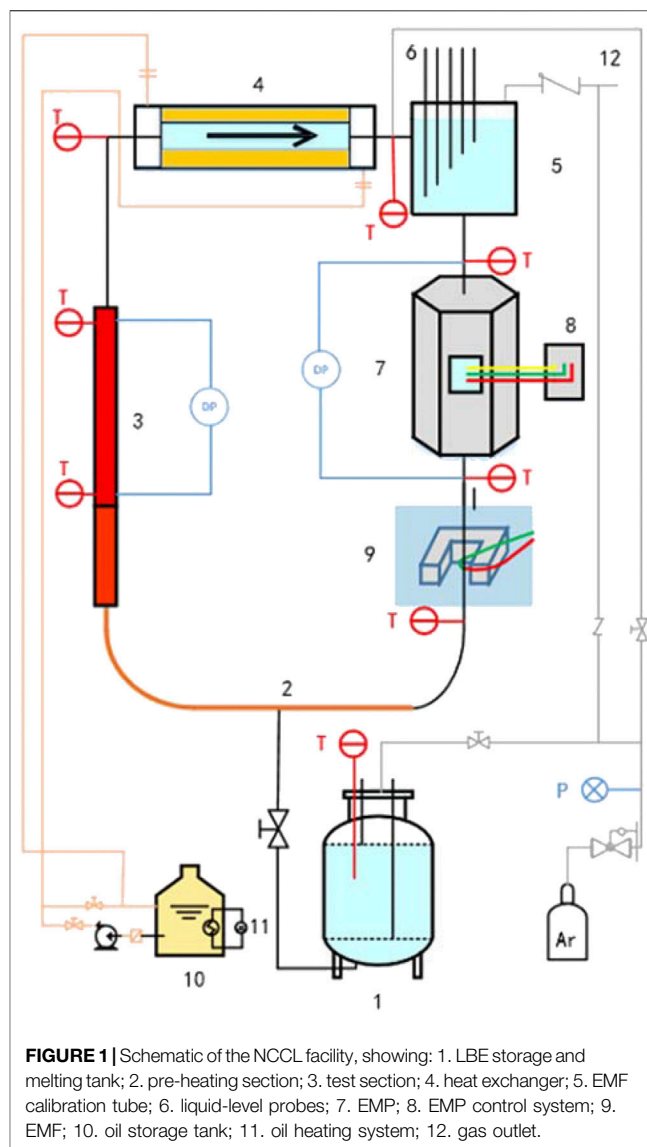 6
12
4
T
5
T
T
T
8
7
DP
DP
3
T
T
9
T
2
T
P
11
Ar
10
1
FIGURE 1 | Schematic of the NCCL facility, showing: 1. LBE storage and
melting tank; 2. pre-heating section; 3. test section; 4. heat exchanger; 5. EMF
calibration tube; 6. liquid-level probes; 7. EMP; 8. EMP control system; 9.
EMF; 10. oil storage tank; 11. oil heating system; 12. gas outlet.